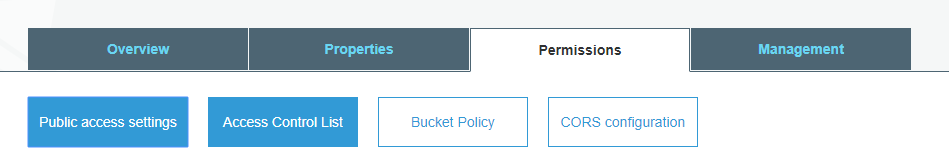 Overview Properties Permissions Management
Public access settings Access Control List Bucket Policy CORS configuration